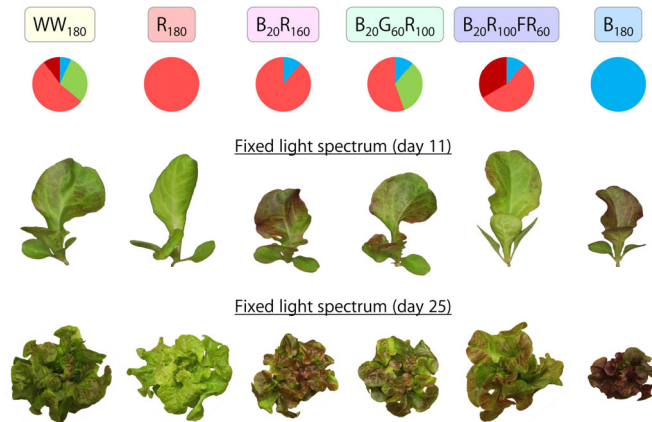 WW180 R180 B20R160 B20G60R100 B20R100FR60 B180
Fixed light spectrum (day 11)
Fixed light spectrum (day 25)